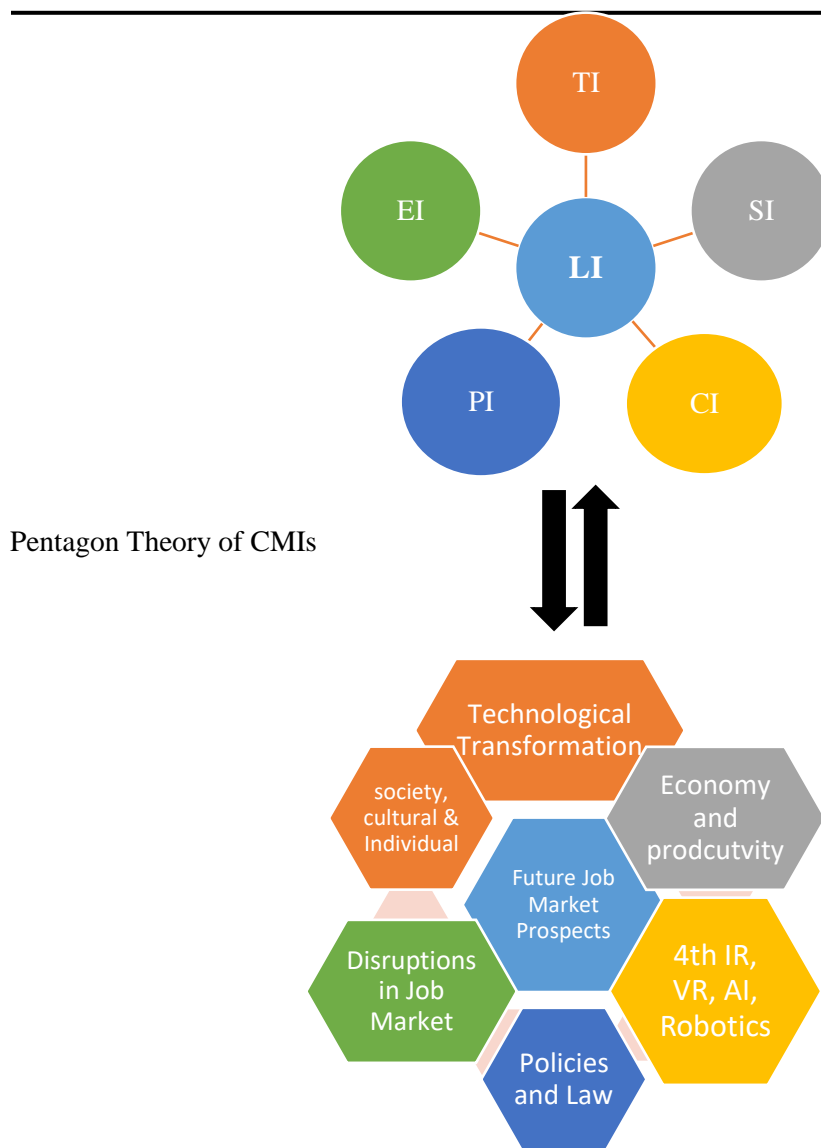 TI
EI
SI
LI
PI
CI
Pentagon Theory of CMIs
Technological
Transformation
society,
cultural &
Individual
Economy
and
prodcutvity
Future Job
Market
Prospects
Disruptions
in Job
Market
4th IR,
VR, AI,
Robotics
Policies
and Law